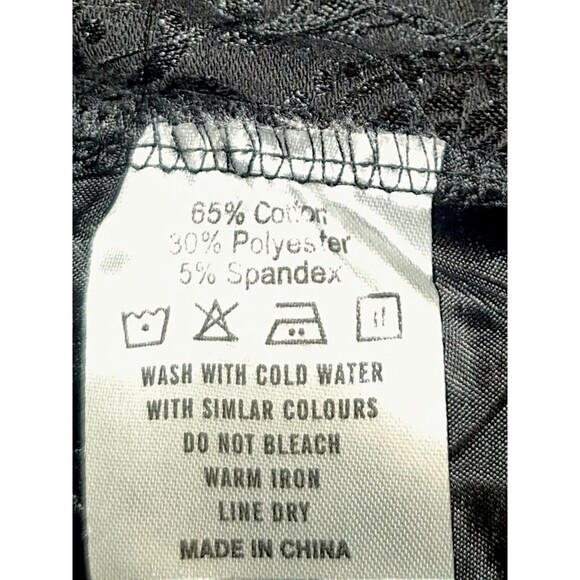 65% Cotton
30% Polyester
5% Spandex
WASH WITH COLD WATER
WITH SIMLAR COLOURS
DO NOT BLEACH
WARM IRON
LINE DRY
MADE IN CHINA